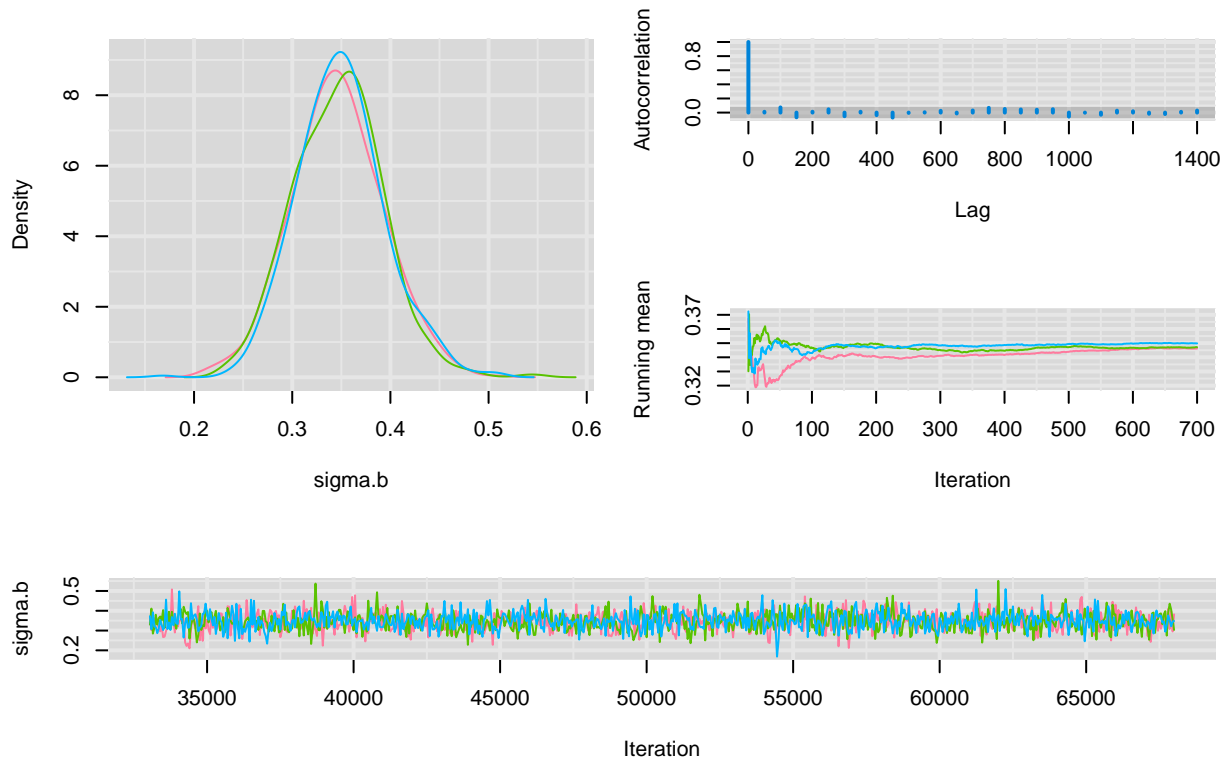 Density
0
2
4
6
8
0.2 0.3 0.4 0.5 0.6
sigma.b
Autocorrelation
0.0 0.8
0 200 400 600 800 1000 1400
Lag
Running mean
0.32 0.37
0 100 200 300 400 500 600 700
Iteration
sigma.b
0.2 0.5
35000 40000 45000 50000 55000 60000 65000
Iteration